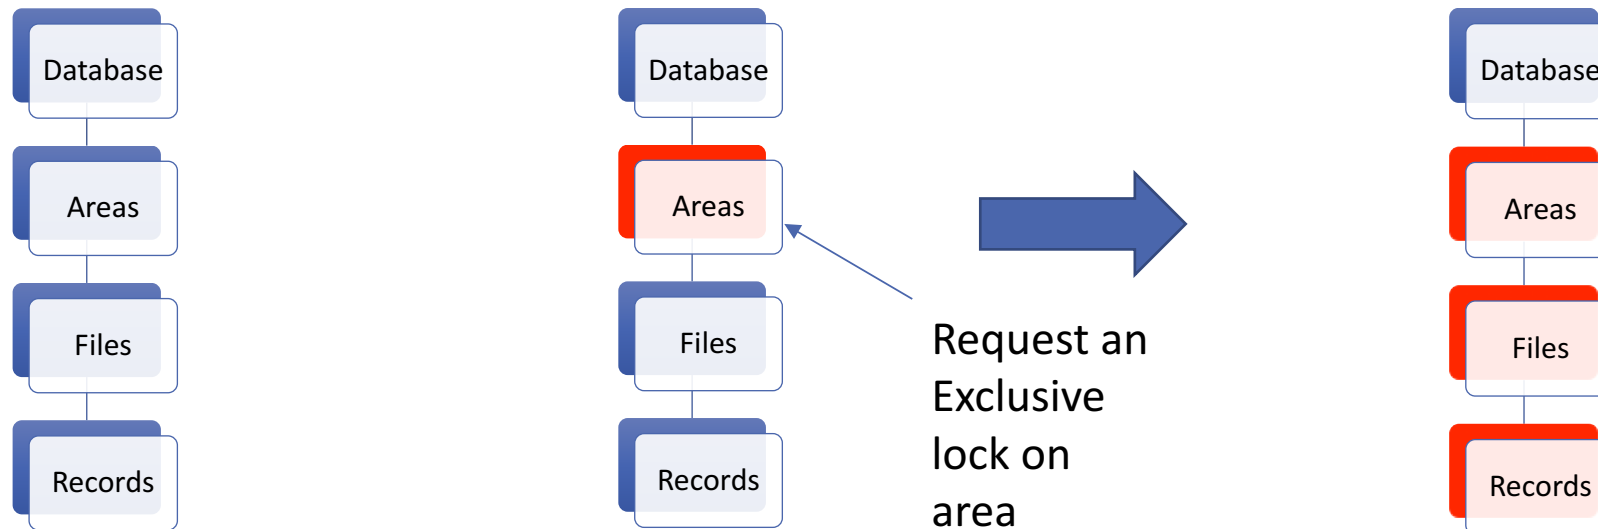 Database
Areas
Files
Records
Database
Areas
Files
Records
Request an
Exclusive
lock on
area
Database
Areas
Files
Records